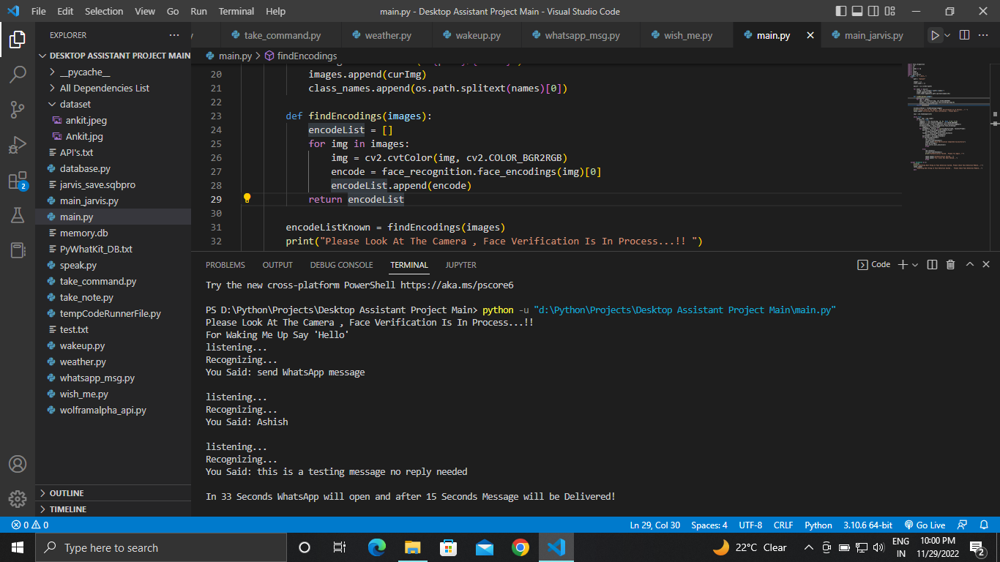 File Edit Selection View Go Run Terminal Help main.py - Desktop Assistant Project Main - Visual Studio Code
EXPLORER
take_command.py weather.py wakeup.py whatsapp_msg.py wish_me.py main.py main_jarvis.py
main.py > findEncodings
DESKTOP ASSISTANT PROJECT MAIN
__pycache__
All Dependencies List
dataset
ankit.jpeg
Ankit.jpg
API's.txt
database.py
jarvis_save.sqbpro
main_jarvis.py
main.py
memory.db
PyWhatKit_DB.txt
speak.py
take_command.py
take_note.py
tempCodeRunnerFile.py
test.txt
wakeup.py
weather.py
whatsapp_msg.py
wish_me.py
wolframalpha_api.py
OUTLINE
TIMELINE
20 images.append(curImg)
21 class_names.append(os.path.splitext(names)[0])
22
23 def findEncodings(images):
24 encodeList = []
25 for img in images:
26 img = cv2.cvtColor(img, cv2.COLOR_BGR2RGB)
27 encode = face_recognition.face_encodings(img)[0]
28 encodeList.append(encode)
29 return encodeList
30
31 encodeListKnown = findEncodings(images)
32 print("Please Look At The Camera , Face Verification Is In Process...!! ")
PROBLEMS OUTPUT DEBUG CONSOLE TERMINAL JUPYTER Code
Try the new cross-platform PowerShell https://aka.ms/pscore6
PS D:\Python\Projects\Desktop Assistant Project Main> python -u "d:\Python\Projects\Desktop Assistant Project Main\main.py"
Please Look At The Camera , Face Verification Is In Process...!!
For Waking Me Up Say 'Hello'
listening...
Recognizing...
You Said: send WhatsApp message
listening...
Recognizing...
You Said: Ashish
listening...
Recognizing...
You Said: this is a testing message no reply needed
In 33 Seconds WhatsApp will open and after 15 Seconds Message will be Delivered!
2
0 0 Ln 29, Col 30 Spaces: 4 UTF-8 CRLF Python 3.10.6 64-bit Go Live
Type here to search 22°C Clear ENG 10:00 PM
IN 11/29/2022 2